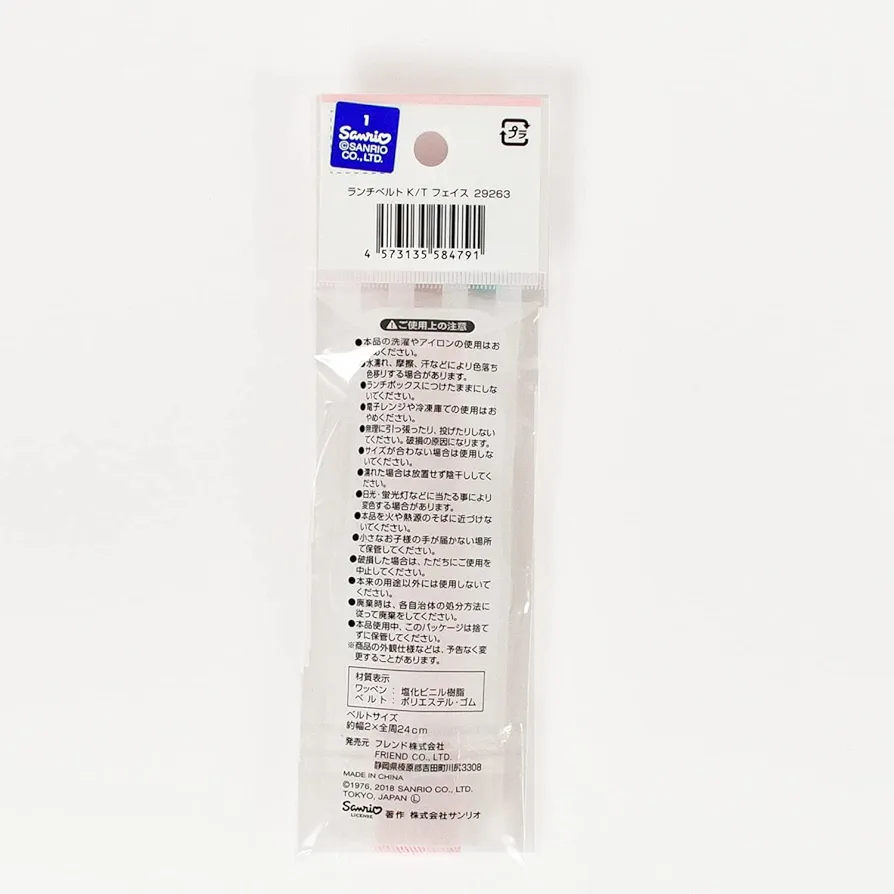 1
Sanrio
©SANRIO
CO., LTD.
プラ
ランチベルト K/T フェイス 29263
4 573135 584791
ご使用上の注意
●本品の洗濯やアイロンの使用はお
めください。
水濡れ、摩擦、汗などにより色落ち
色移りする場合があります。
●ランチボックスにつけたままにしな
いでください。
●電子レンジや冷凍庫での使用はお
やめください。
●無理に引っ張ったり、投げたりしない
でください。破損の原因になります。
●サイズが合わない場合は使用しな
いでください。
●濡れた場合は放置せず陰干ししてく
ださい。
●日光・蛍光灯などに当たる事により
変色する場合があります。
●本品を火や熱源のそばに近づけな
いでください。
●小さなお子様の手が届かない場所
で保管してください。
●破損した場合は、ただちにご使用を
中止してください。
●本来の用途以外には使用しないで
ください。
●廃棄時は、各自治体の処分方法に
従って廃棄をしてください。
●本品使用中、このパッケージは捨て
ずに保管してください。
※商品の外観仕様などは、予告なく変
更することがあります。
材質表示
ワッペン：塩化ビニル樹脂
ベルト：ポリエステル・ゴム
ベルトサイズ
約幅2×全周24cm
発売元 フレンド株式会社
FRIEND CO., LTD.
静岡県榛原郡吉田町川尻3308
MADE IN CHINA
©1976, 2018 SANRIO CO., LTD.
TOKYO, JAPAN Ⓛ
Sanrio
LICENSE
著作 株式会社サンリオ